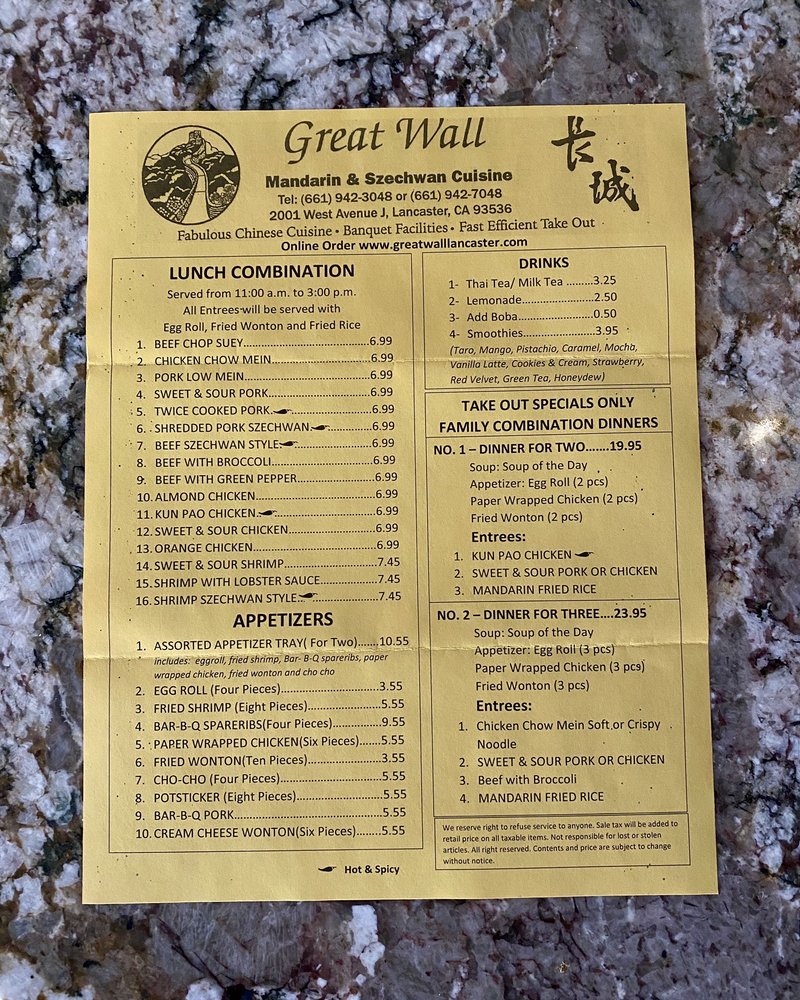 Great Wall
長城
Mandarin & Szechwan Cuisine
Tel: (661) 942-3048 or (661) 942-7048
2001 West Avenue J, Lancaster, CA 93536
Fabulous Chinese Cuisine • Banquet Facilities • Fast Efficient Take Out
Online Order www.greatwalllancaster.com
LUNCH COMBINATION
Served from 11:00 a.m. to 3:00 p.m.
All Entrees will be served with
Egg Roll, Fried Wonton and Fried Rice
1. BEEF CHOP SUEY...............................6.99
2. CHICKEN CHOW MEIN........................6.99
3. PORK LOW MEIN...............................6.99
4. SWEET & SOUR PORK.........................6.99
5. TWICE COOKED PORK........................6.99
6. SHREDDED PORK SZECHWAN..............6.99
7. BEEF SZECHWAN STYLE.....................6.99
8. BEEF WITH BROCCOLI........................6.99
9. BEEF WITH GREEN PEPPER..................6.99
10. ALMOND CHICKEN............................6.99
11. KUN PAO CHICKEN...........................6.99
12. SWEET & SOUR CHICKEN...................6.99
13. ORANGE CHICKEN............................6.99
14. SWEET & SOUR SHRIMP....................7.45
15. SHRIMP WITH LOBSTER SAUCE............7.45
16. SHRIMP SZECHWAN STYLE.................7.45
APPETIZERS
1. ASSORTED APPETIZER TRAY( For Two)......10.55
includes: eggroll, fried shrimp, Bar- B-Q spareribs, paper
wrapped chicken, fried wonton and cho cho
2. EGG ROLL (Four Pieces)........................3.55
3. FRIED SHRIMP (Eight Pieces)..................5.55
4. BAR-B-Q SPARERIBS(Four Pieces)............9.55
5. PAPER WRAPPED CHICKEN(Six Pieces)......5.55
6. FRIED WONTON(Ten Pieces)...................3.55
7. CHO-CHO (Four Pieces)........................5.55
8. POTSTICKER (Eight Pieces)....................5.55
9. BAR-B-Q PORK...................................5.55
10. CREAM CHEESE WONTON(Six Pieces)........5.55
Hot & Spicy
DRINKS
1- Thai Tea/ Milk Tea .........3.25
2- Lemonade........................2.50
3- Add Boba.........................0.50
4- Smoothies........................3.95
(Taro, Mango, Pistachio, Caramel, Mocha,
Vanilla Latte, Cookies & Cream, Strawberry,
Red Velvet, Green Tea, Honeydew)
TAKE OUT SPECIALS ONLY
FAMILY COMBINATION DINNERS
NO. 1 – DINNER FOR TWO.......19.95
Soup: Soup of the Day
Appetizer: Egg Roll (2 pcs)
Paper Wrapped Chicken (2 pcs)
Fried Wonton (2 pcs)
Entrees:
1. KUN PAO CHICKEN
2. SWEET & SOUR PORK OR CHICKEN
3. MANDARIN FRIED RICE
NO. 2 – DINNER FOR THREE....23.95
Soup: Soup of the Day
Appetizer: Egg Roll (3 pcs)
Paper Wrapped Chicken (3 pcs)
Fried Wonton (3 pcs)
Entrees:
1. Chicken Chow Mein Soft or Crispy
Noodle
2. SWEET & SOUR PORK OR CHICKEN
3. Beef with Broccoli
4. MANDARIN FRIED RICE
We reserve right to refuse service to anyone. Sale tax will be added to
retail price on all taxable items. Not responsible for lost or stolen
articles. All right reserved. Contents and price are subject to change
without notice.